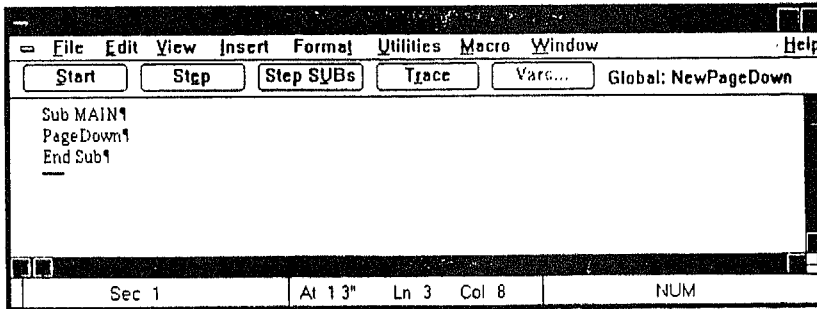 File Edit View Insert Format Utilities Macro Window Help
Start Step Step SUBs Trace Vars... Global: NewPageDown
Sub MAIN¶
PageDown¶
End Sub¶
Sec 1 At 1 3" Ln 3 Col 8 NUM